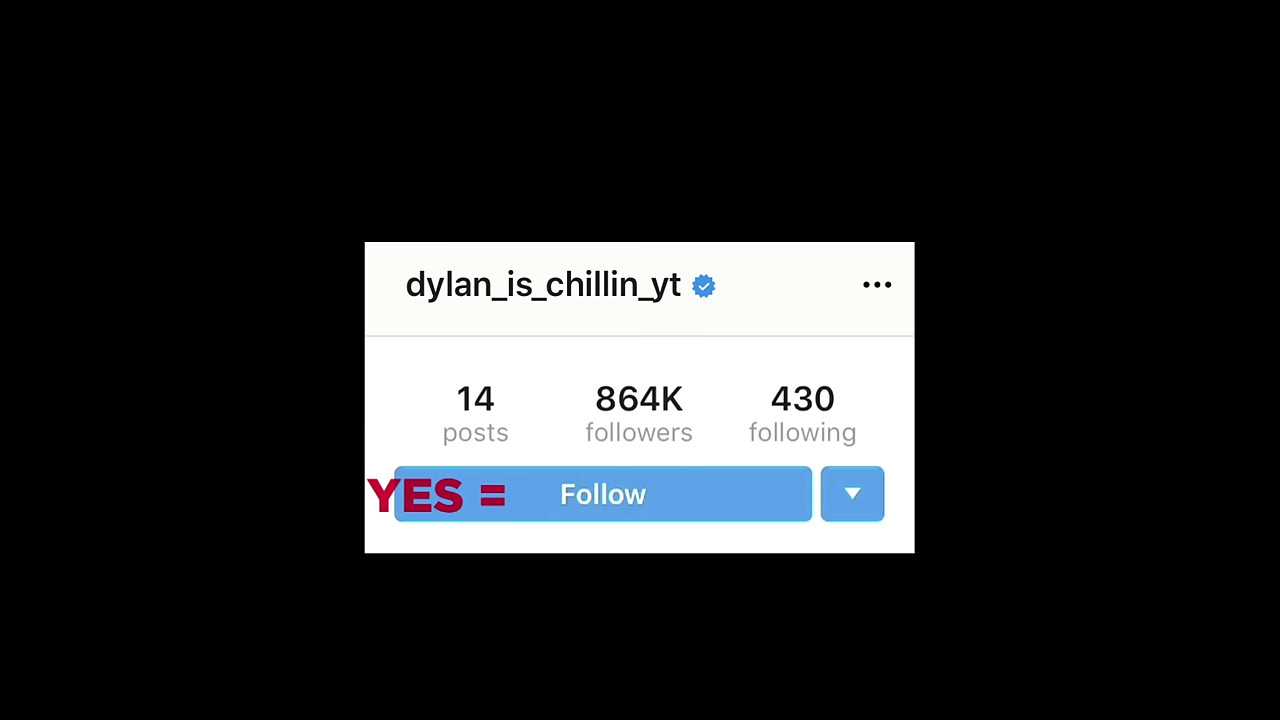 dylan_is_chillin_yt
14 864K 430
posts followers following
YES = Follow